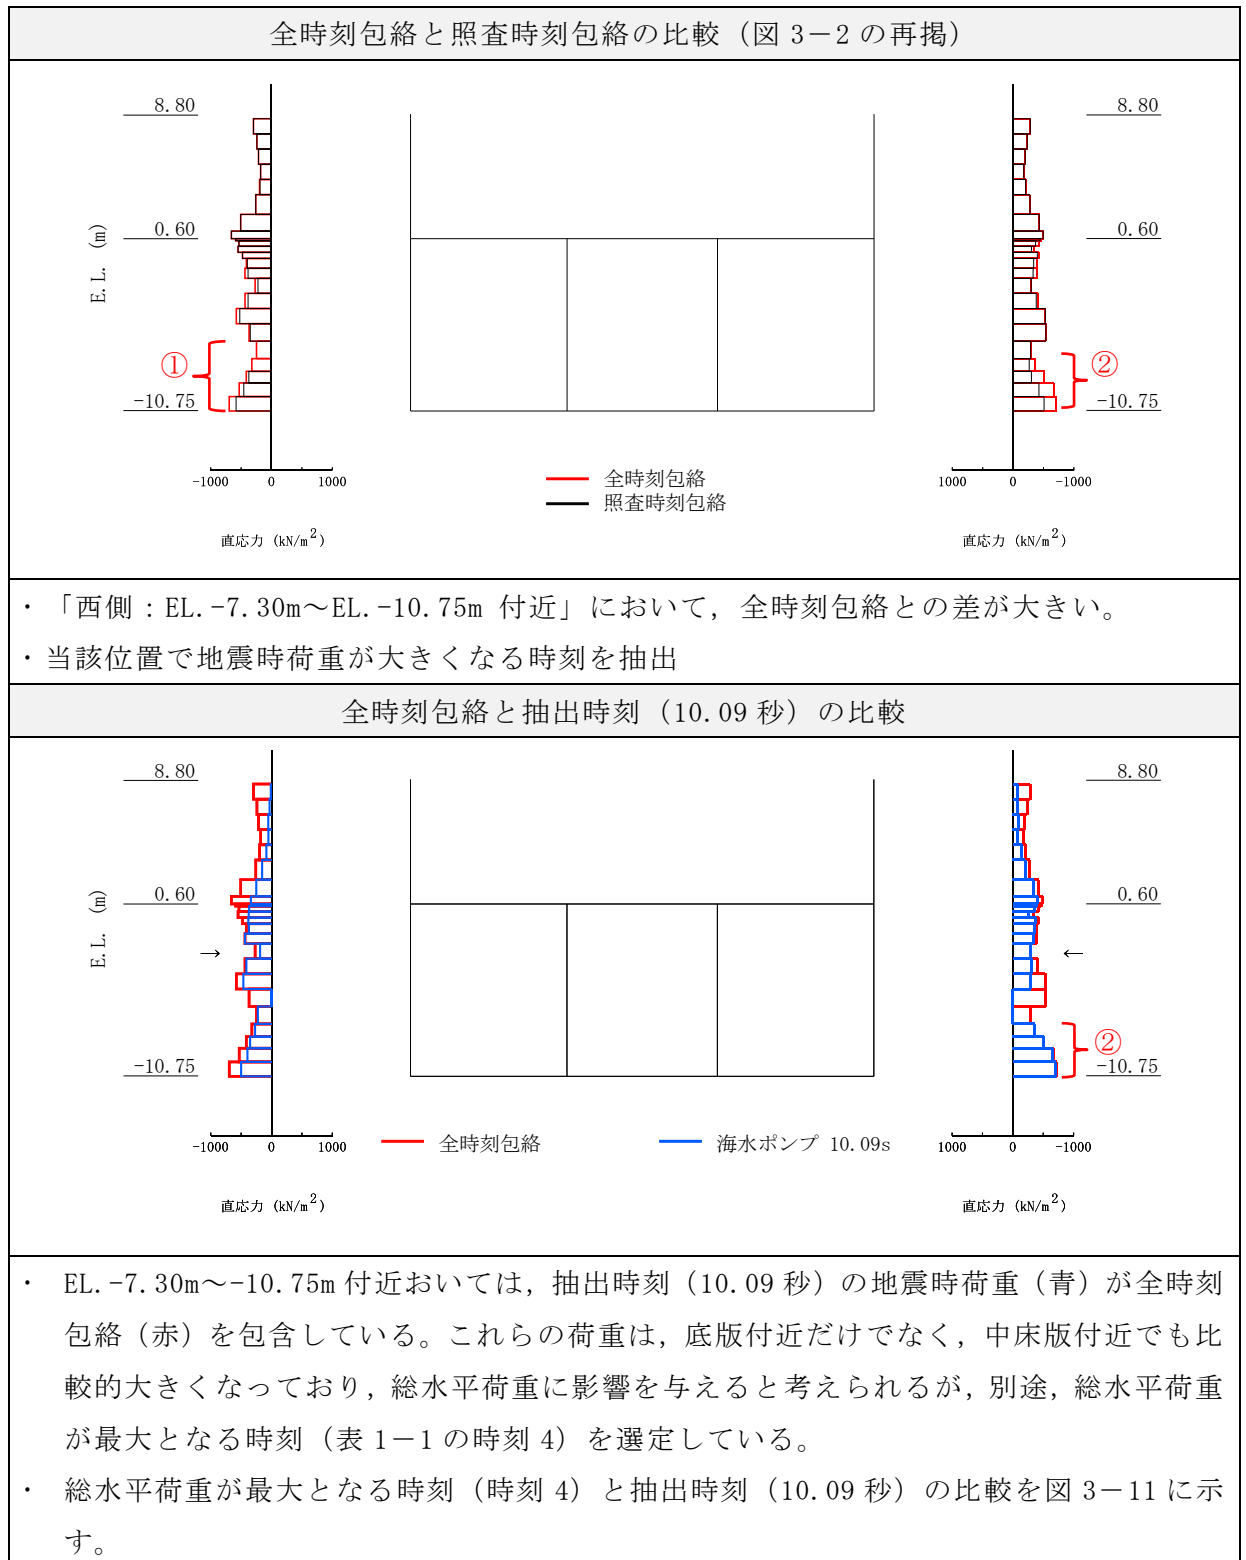 全時刻包絡と照査時刻包絡の比較（図 3－2 の再掲）
8.80
8.80
0.60
0.60
E.L. (m)
①
②
-10.75
-10.75
-1000 0 1000
1000 0 -1000
全時刻包絡
照査時刻包絡
直応力 (kN/m2)
直応力 (kN/m2)
・「西側：EL.-7.30m～EL.-10.75m 付近」において，全時刻包絡との差が大きい。
・当該位置で地震時荷重が大きくなる時刻を抽出
全時刻包絡と抽出時刻（10.09 秒）の比較
8.80
8.80
0.60
0.60
E.L. (m)
→
←
②
-10.75
-10.75
-1000 0 1000
全時刻包絡
海水ポンプ 10.09s
1000 0 -1000
直応力 (kN/m2)
直応力 (kN/m2)
・ EL.-7.30m～-10.75m 付近おいては，抽出時刻（10.09 秒）の地震時荷重（青）が全時刻
包絡（赤）を包含している。これらの荷重は，底版付近だけでなく，中床版付近でも比
較的大きくなっており，総水平荷重に影響を与えると考えられるが，別途，総水平荷重
が最大となる時刻（表 1－1 の時刻 4）を選定している。
・ 総水平荷重が最大となる時刻（時刻 4）と抽出時刻（10.09 秒）の比較を図 3－11 に示
す。